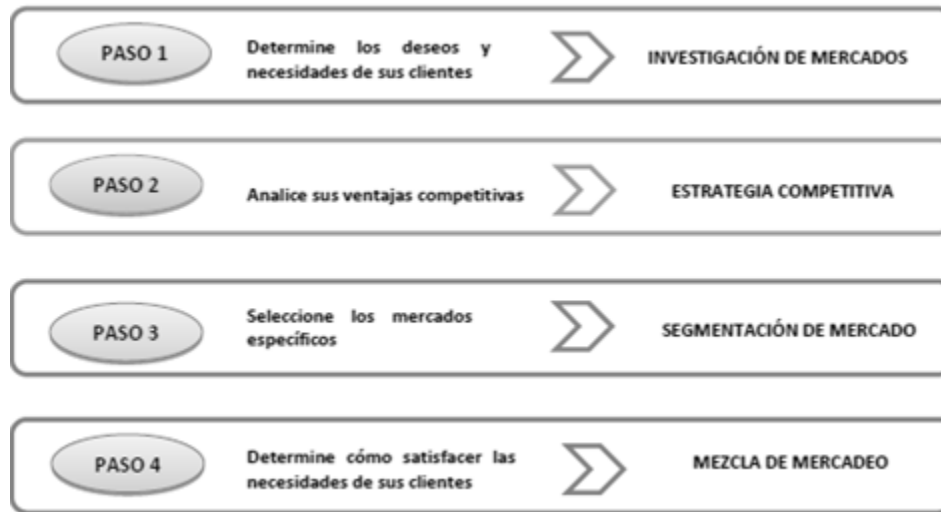 PASO 1
Determine los deseos y
necesidades de sus clientes
INVESTIGACIÓN DE MERCADOS
PASO 2
Analice sus ventajas competitivas
ESTRATEGIA COMPETITIVA
PASO 3
Seleccione los mercados
específicos
SEGMENTACIÓN DE MERCADO
PASO 4
Determine cómo satisfacer las
necesidades de sus clientes
MEZCLA DE MERCADEO